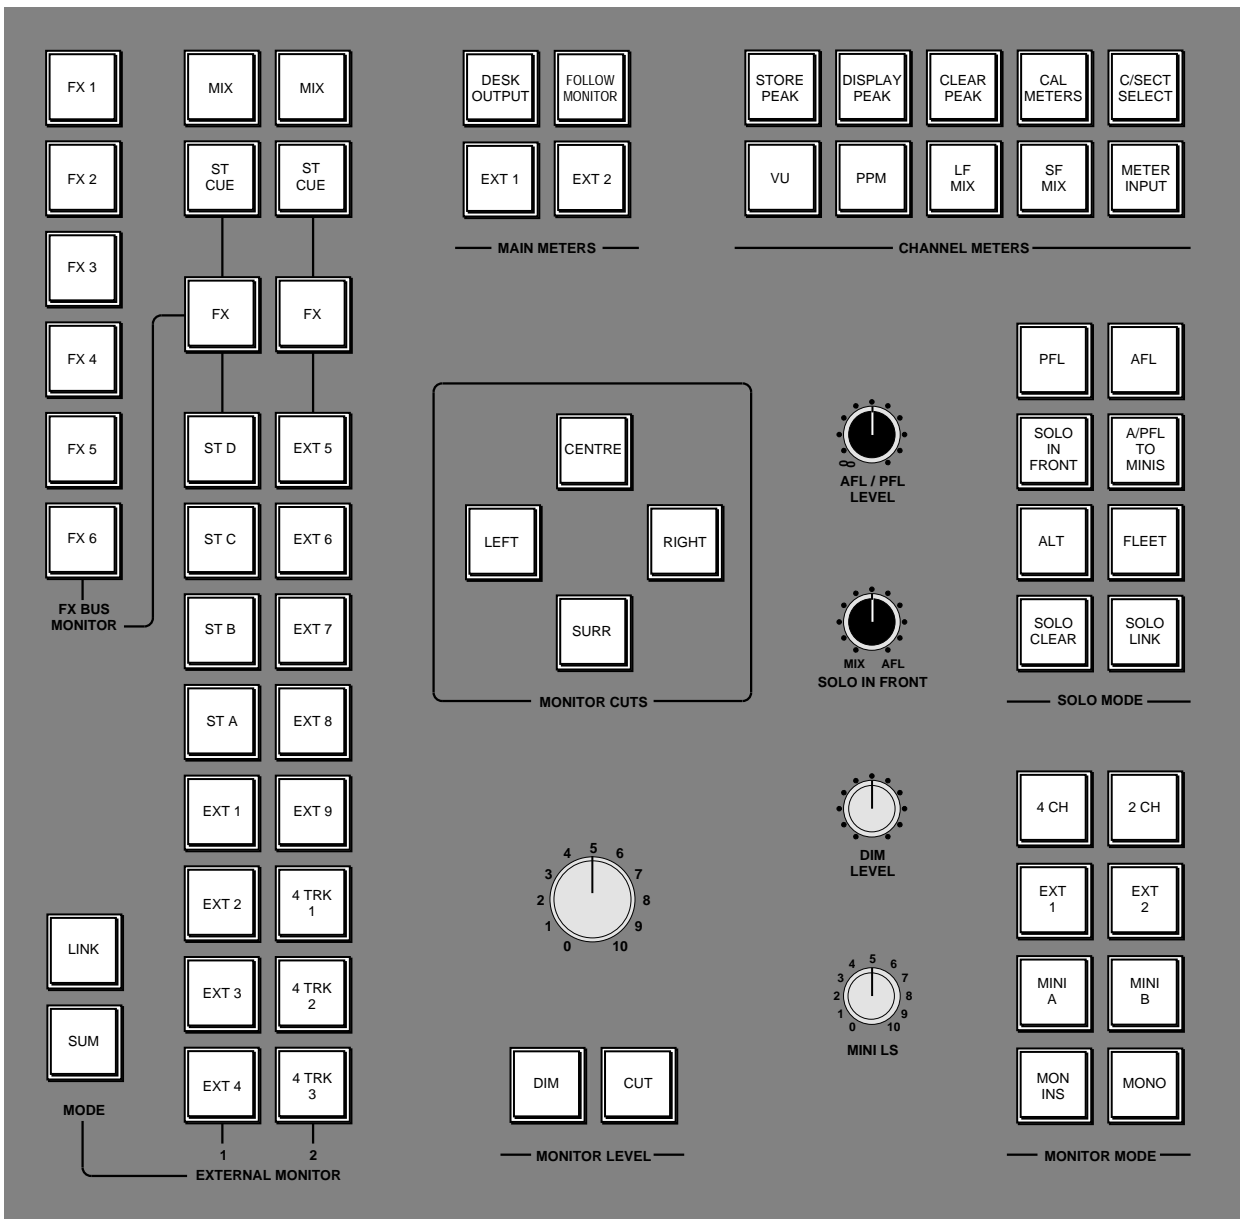 FX 1
FX 2
FX 3
FX 4
FX 5
FX 6
FX BUS
MONITOR
LINK
SUM
MODE
MIX
ST
CUE
FX
ST D
ST C
ST B
ST A
EXT 1
EXT 2
EXT 3
EXT 4
1
MIX
ST
CUE
FX
EXT 5
EXT 6
EXT 7
EXT 8
EXT 9
4 TRK
1
4 TRK
2
4 TRK
3
2
EXTERNAL MONITOR
DESK
OUTPUT
FOLLOW
MONITOR
EXT 1
EXT 2
MAIN METERS
STORE
PEAK
DISPLAY
PEAK
CLEAR
PEAK
CAL
METERS
C/SECT
SELECT
VU
PPM
LF
MIX
SF
MIX
METER
INPUT
CHANNEL METERS
CENTRE
LEFT
RIGHT
SURR
MONITOR CUTS
0
1
2
3
4
5
6
7
8
9
10
DIM
CUT
MONITOR LEVEL
∞
AFL / PFL
LEVEL
MIX AFL
SOLO IN FRONT
DIM
LEVEL
0
1
2
3
4
5
6
7
8
9
10
MINI LS
PFL
AFL
SOLO
IN
FRONT
A/PFL
TO
MINIS
ALT
FLEET
SOLO
CLEAR
SOLO
LINK
SOLO MODE
4 CH
2 CH
EXT
1
EXT
2
MINI
A
MINI
B
MON
INS
MONO
MONITOR MODE